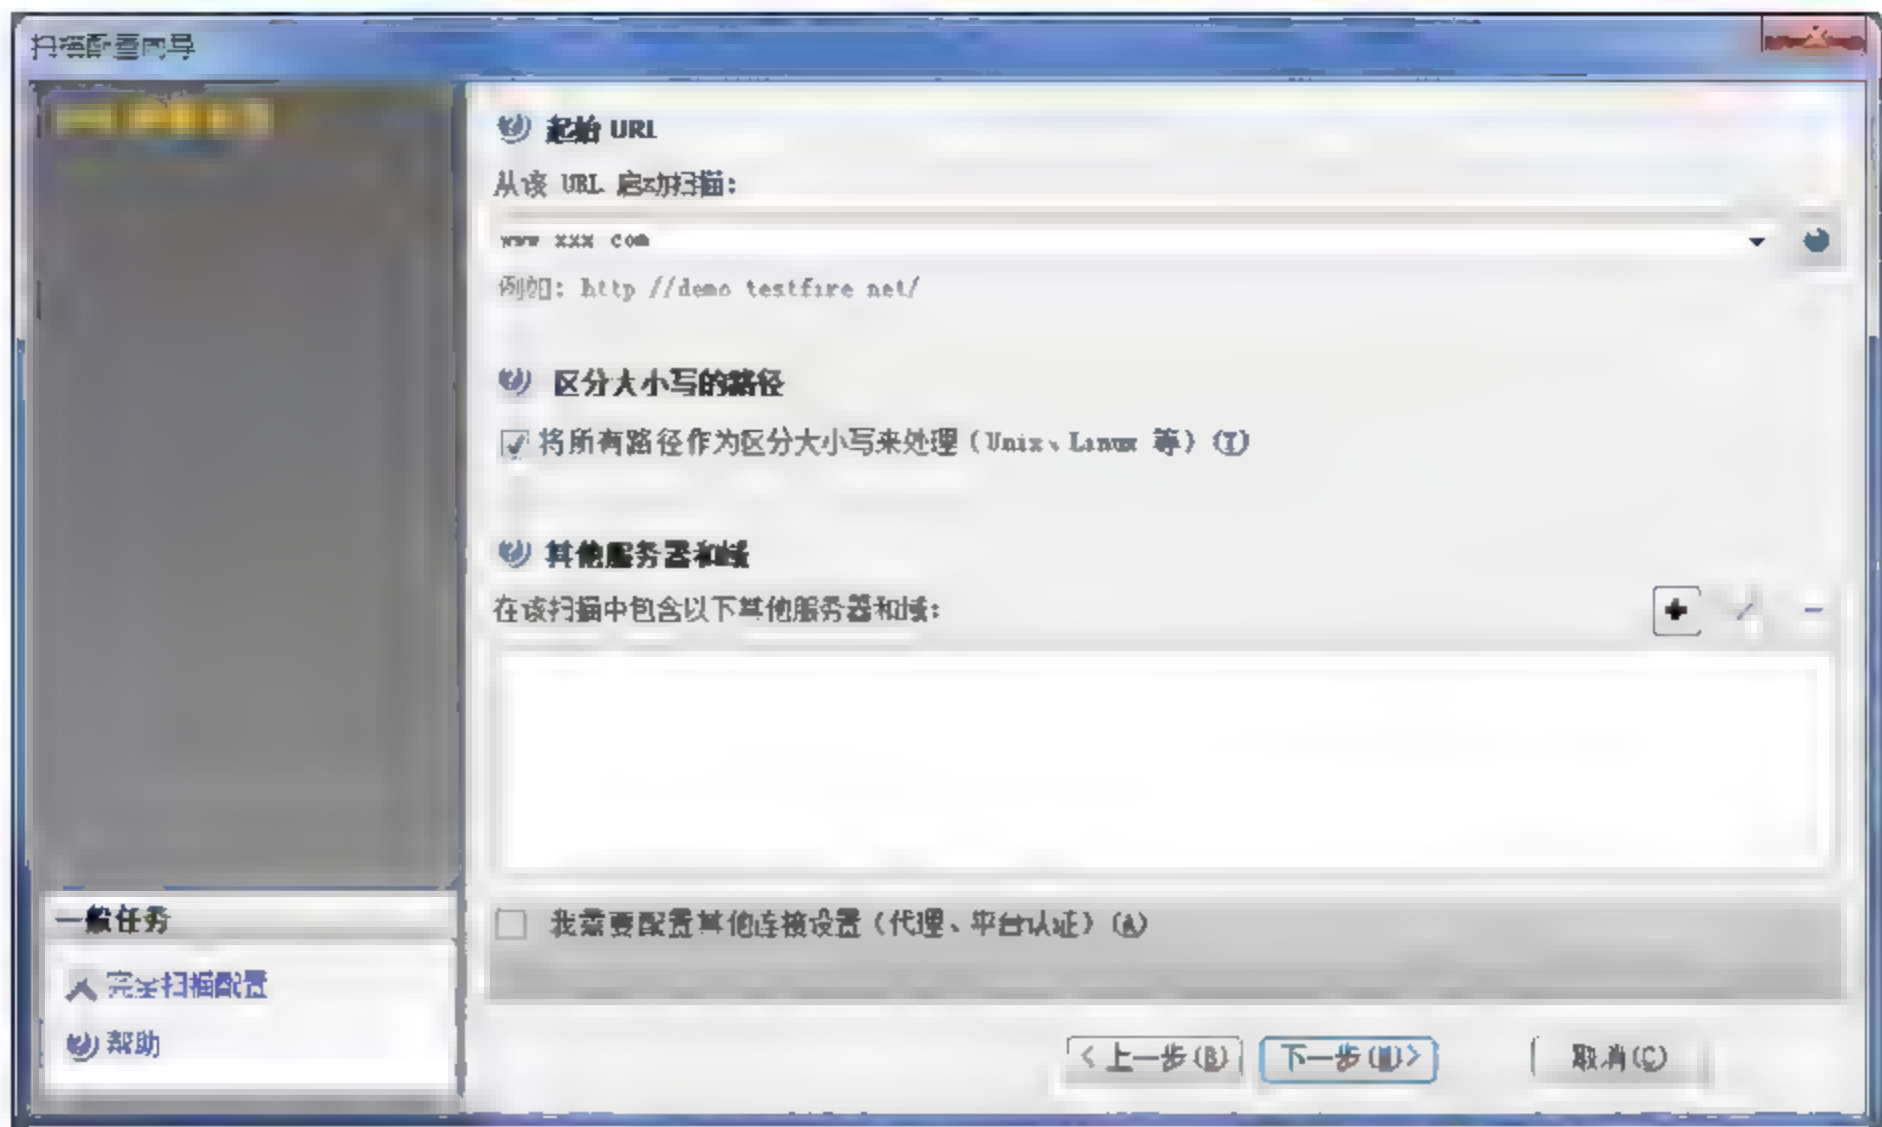 扫描配置向导
起始 URL
从该 URL 启动扫描：
www xxx com
例如：http //demo testfire net/
区分大小写的路径
将所有路径作为区分大小写来处理（Unix、Linux 等）(T)
其他服务器和域
在该扫描中包含以下其他服务器和域：
我需要配置其他连接设置（代理、平台认证）(A)
一般任务
完全扫描配置
帮助
< 上一步(B)
下一步(N)>
取消(C)